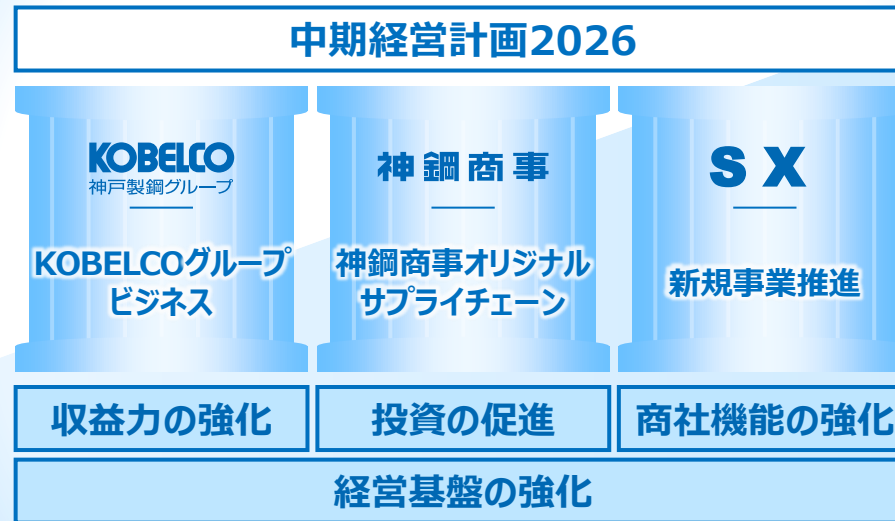 中期経営計画2026
KOBELCO
神戸製鋼グループ
KOBELCOグループ
ビジネス
神鋼商事
神鋼商事オリジナル
サプライチェーン
SX
新規事業推進
収益力の強化
投資の促進
商社機能の強化
経営基盤の強化